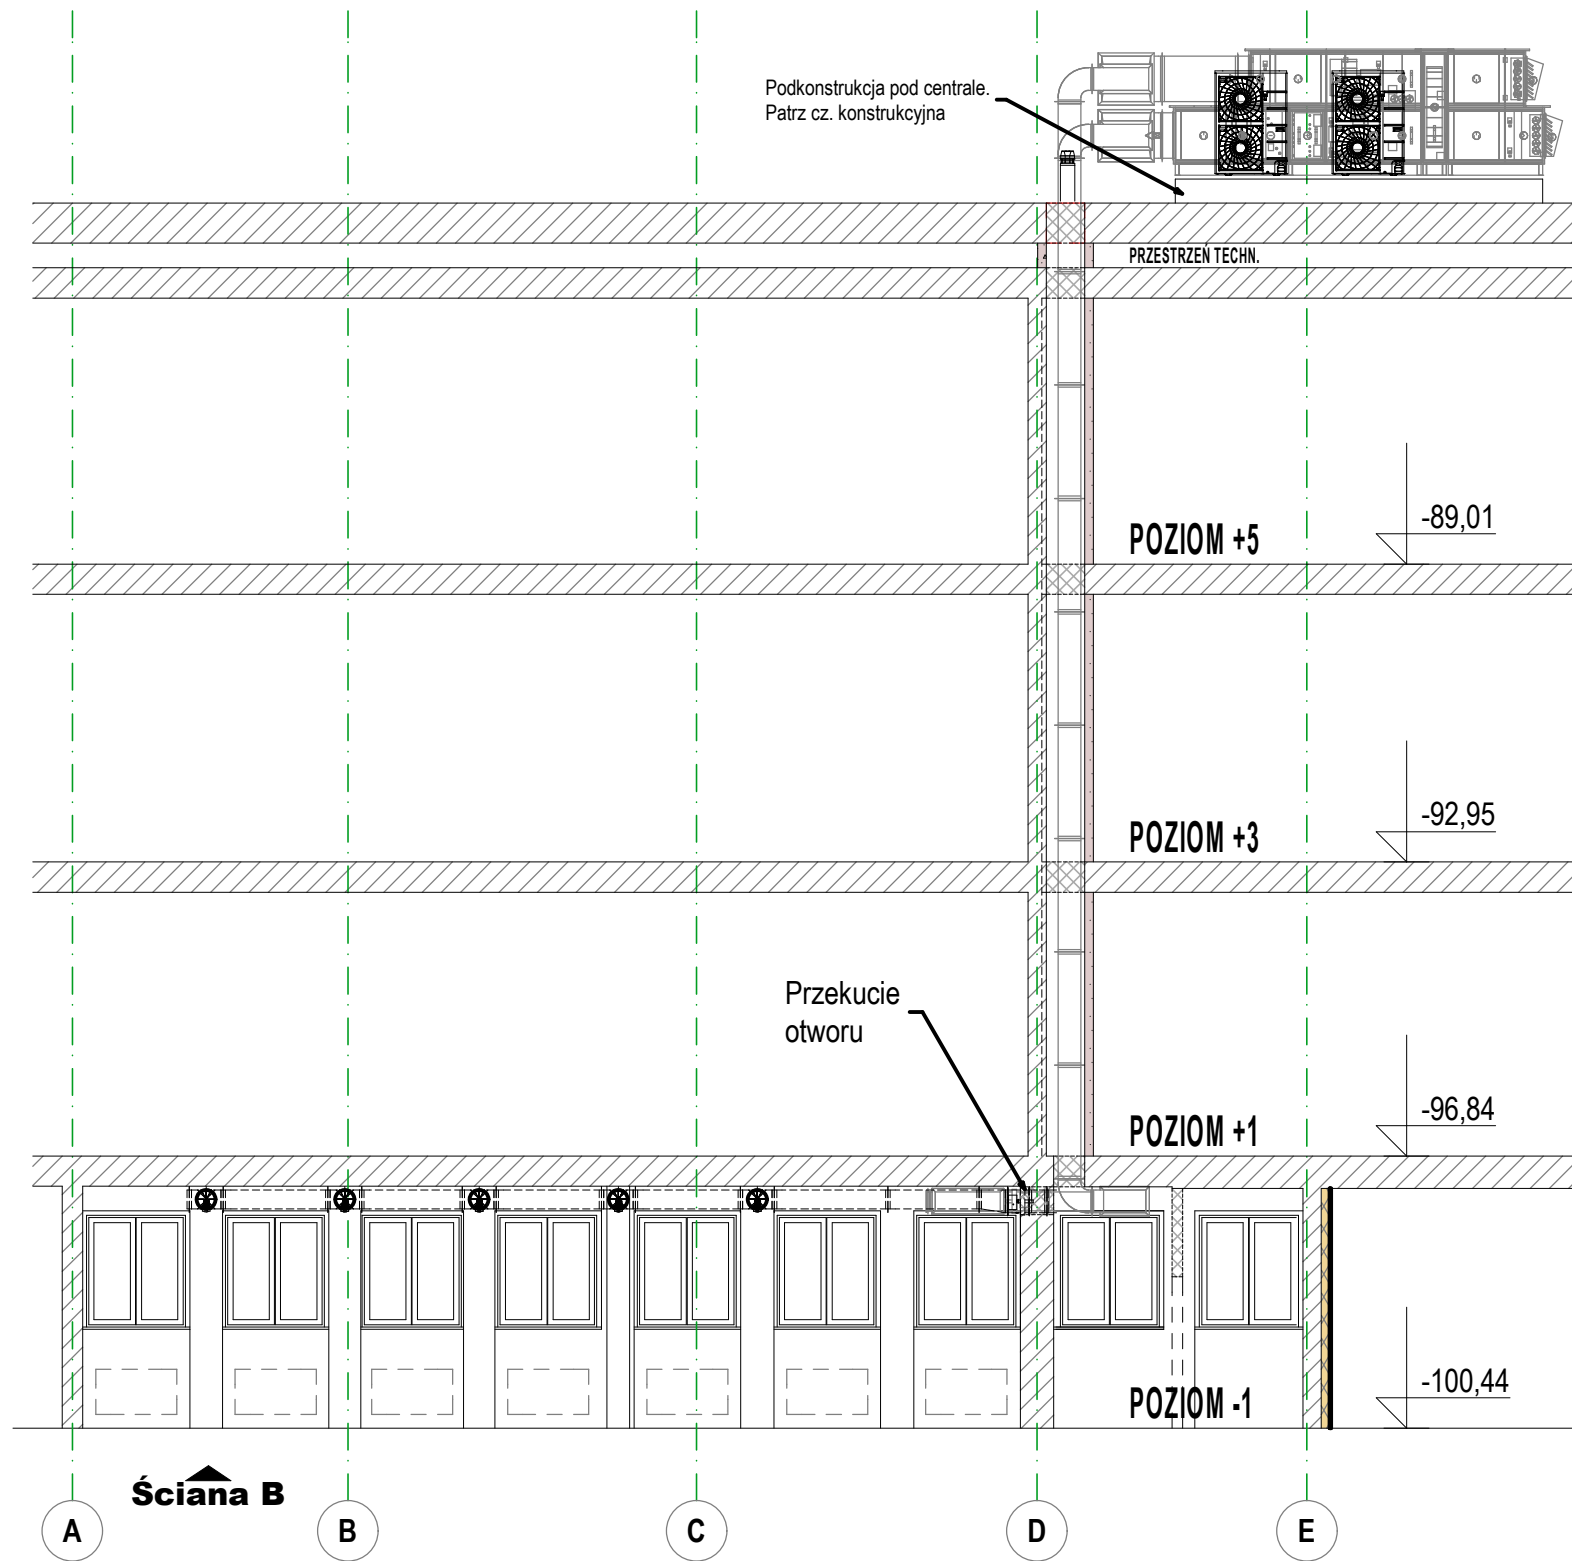 Podkonstrukcja pod centrale.
Patrz cz. konstrukcyjna
PRZESTRZEŃ TECHN.
POZIOM +5
-89,01
POZIOM +3
-92,95
Przekucie
otworu
POZIOM +1
-96,84
POZIOM -1
-100,44
Ściana B
A
B
C
D
E